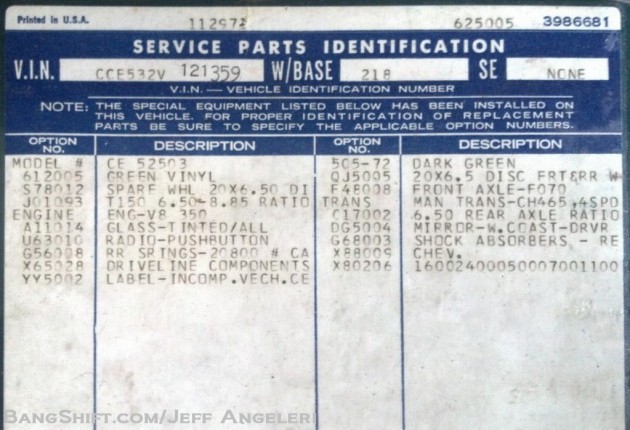 Printed in U.S.A. 112972 625005 3986681
SERVICE PARTS IDENTIFICATION
V.I.N. CCE532V 121359 W/BASE 218 SE NONE
V.I.N. — VEHICLE IDENTIFICATION NUMBER
NOTE: THE SPECIAL EQUIPMENT LISTED BELOW HAS BEEN INSTALLED ON
THIS VEHICLE. FOR PROPER IDENTIFICATION OF REPLACEMENT
PARTS BE SURE TO SPECIFY THE APPLICABLE OPTION NUMBERS.
OPTION NO. DESCRIPTION OPTION NO. DESCRIPTION
MODEL # CE 52503 505-72 DARK GREEN
612005 GREEN VINYL QJ5005 20X6.5 DISC FRT&RR W
S78012 SPARE WHL 20X6.50 DI F48008 FRONT AXLE-F070
J01093 T150 6.50-8.85 RATIO TRANS MAN TRANS-CH465,4SPD
ENGINE ENG-V8 350 C17002 6.50 REAR AXLE RATIO
A11014 GLASS-TINTED/ALL DG5004 MIRROR-W.COAST-DRVR
U63010 RADIO-PUSHBUTTON G68003 SHOCK ABSORBERS - RE
G56008 RR SPRINGS-20800 # CA X88009 CHEV.
X65028 DRIVELINE COMPONENTS X80206 16002400050007001100
YY5002 LABEL-INCOMP.VECH.CE
BANGSHIFT.COM/JEFF ANGELERI